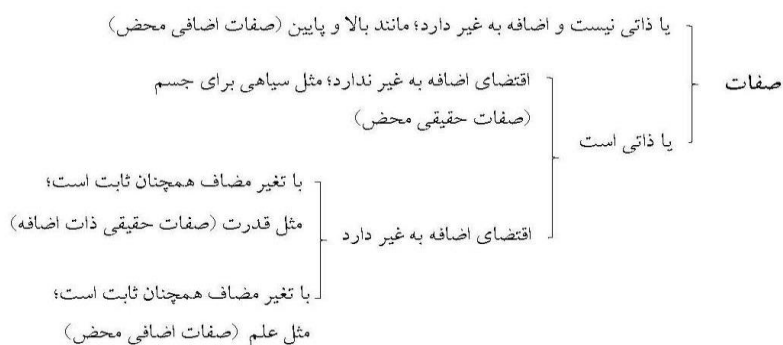 یا ذاتی نیست و اضافه به غیر دارد؛ مانند بالا و پایین (صفات اضافی محض)
صفات
اقتضای اضافه به غیر ندارد؛ مثل سیاهی برای جسم
(صفات حقیقی محض)
یا ذاتی است
با تغیر مضاف همچنان ثابت است؛
مثل قدرت (صفات حقیقی ذات اضافه)
اقتضای اضافه به غیر دارد
با تغیر مضاف همچنان ثابت است؛
مثل علم (صفات اضافی محض)